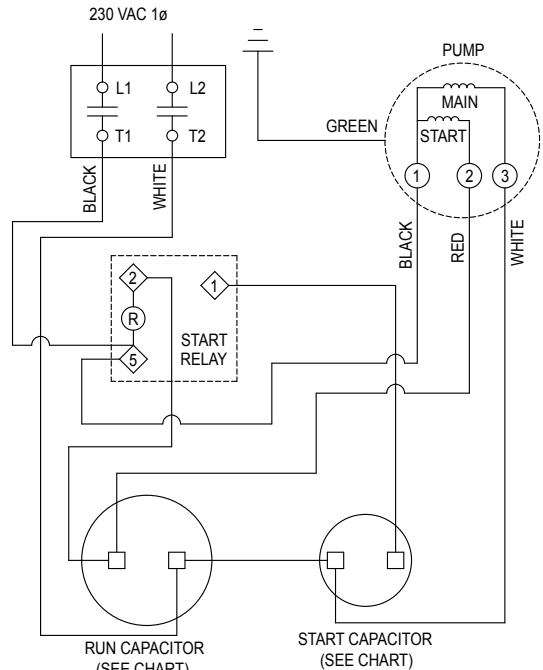 230 VAC 1ø
L1
L2
T1
T2
BLACK
WHITE
GREEN
PUMP
MAIN
START
1
2
3
BLACK
RED
WHITE
2
1
R
START
RELAY
5
RUN CAPACITOR
(SEE CHART)
START CAPACITOR
(SEE CHART)